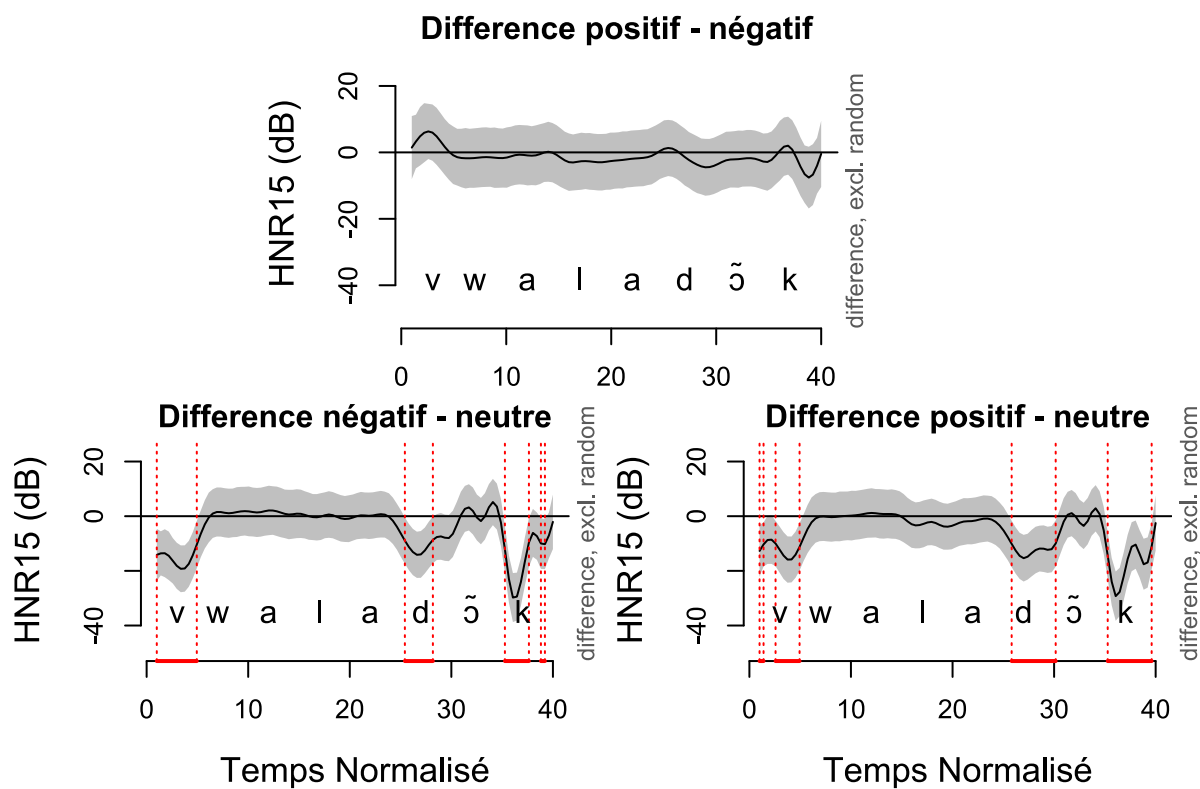 Difference positif - négatif
HNR15 (dB)
20
0
-20
-40
v w a l a d ɔ̃ k
difference, excl. random
0 10 20 30 40
Difference négatif - neutre
HNR15 (dB)
20
0
-40
v w a l a d ɔ̃ k
difference, excl. random
0 10 20 30 40
Temps Normalisé
Difference positif - neutre
HNR15 (dB)
20
0
-40
v w a l a d ɔ̃ k
difference, excl. random
0 10 20 30 40
Temps Normalisé